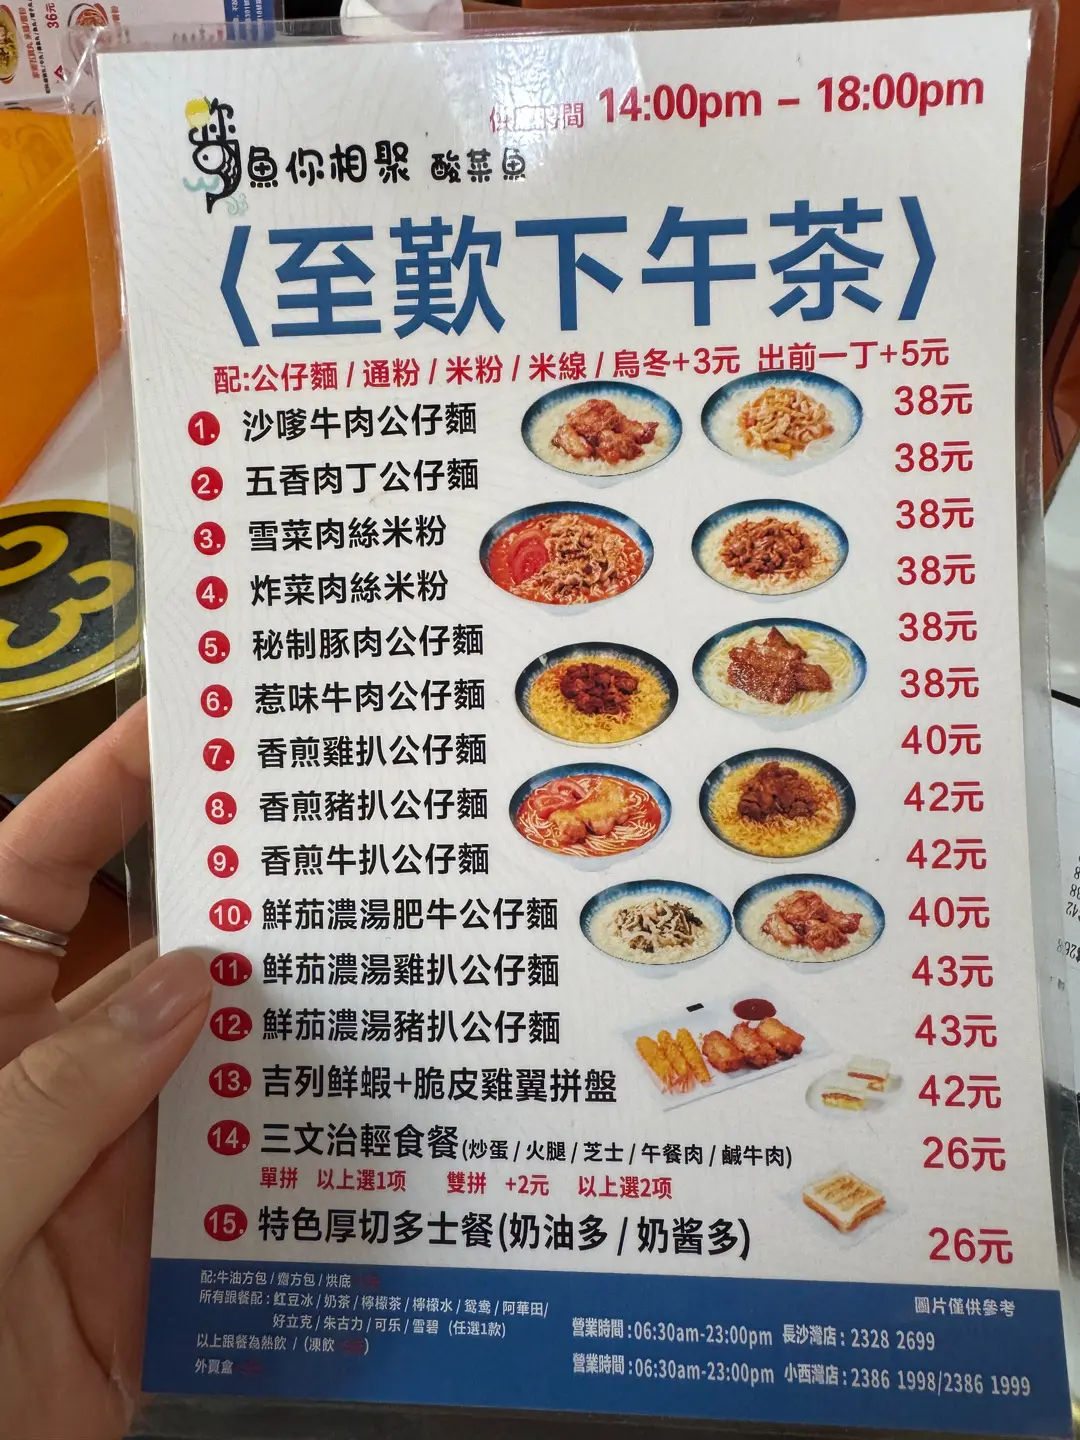 36元
供應時間 14:00pm – 18:00pm
魚你相聚 酸菜魚
〈至歎下午茶〉
配:公仔麵 / 通粉 / 米粉 / 米線 / 烏冬+3元 出前一丁+5元
1. 沙嗲牛肉公仔麵 38元
2. 五香肉丁公仔麵 38元
3. 雪菜肉絲米粉 38元
4. 炸菜肉絲米粉 38元
5. 秘制豚肉公仔麵 38元
6. 惹味牛肉公仔麵 38元
7. 香煎雞扒公仔麵 40元
8. 香煎豬扒公仔麵 42元
9. 香煎牛扒公仔麵 42元
10. 鮮茄濃湯肥牛公仔麵 40元
11. 鮮茄濃湯雞扒公仔麵 43元
12. 鮮茄濃湯豬扒公仔麵 43元
13. 吉列鮮蝦+脆皮雞翼拼盤 42元
14. 三文治輕食餐(炒蛋 / 火腿 / 芝士 / 午餐肉 / 鹹牛肉) 26元
單拼 以上選1项 雙拼 +2元 以上選2项
15. 特色厚切多士餐(奶油多 / 奶酱多) 26元
配:牛油方包 / 癐方包 / 烘底
所有跟餐配 : 紅豆冰 / 奶茶 / 檸檬茶 / 檸檬水 / 鸳鸯 / 阿華田/
好立克 / 朱古力 / 可乐 / 雪碧 (任選1款)
以上跟餐為熱飲 / (凍飲 )
外買盒
圖片僅供參考
營業時間 : 06:30am-23:00pm 長沙灣店 : 2328 2699
營業時間 : 06:30am-23:00pm 小西灣店 : 2386 1998/2386 1999